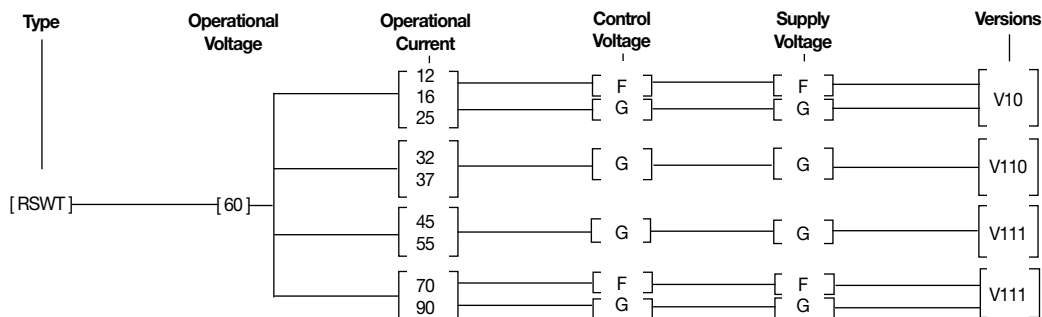 Type Operational Voltage Operational Current Control Voltage Supply Voltage Versions
[ RSWT ] [ 60 ]
12 16 25 F G F G V10
32 37 G G V110
45 55 G G V111
70 90 F G F G V111